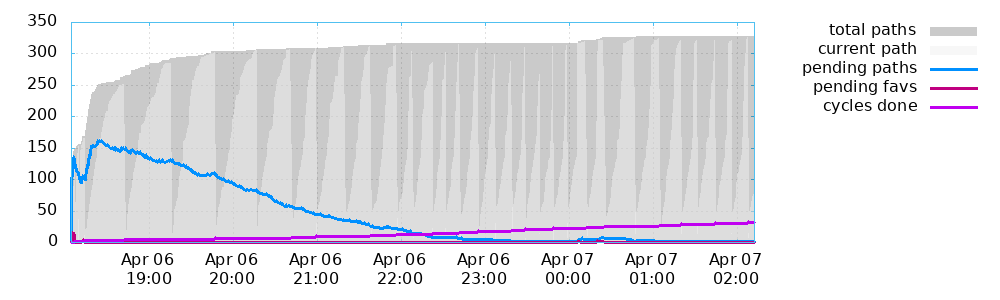 350
300
250
200
150
100
50
0
Apr 06 Apr 06 Apr 06 Apr 06 Apr 06 Apr 07 Apr 07 Apr 07
19:00 20:00 21:00 22:00 23:00 00:00 01:00 02:00
total paths
current path
pending paths
pending favs
cycles done